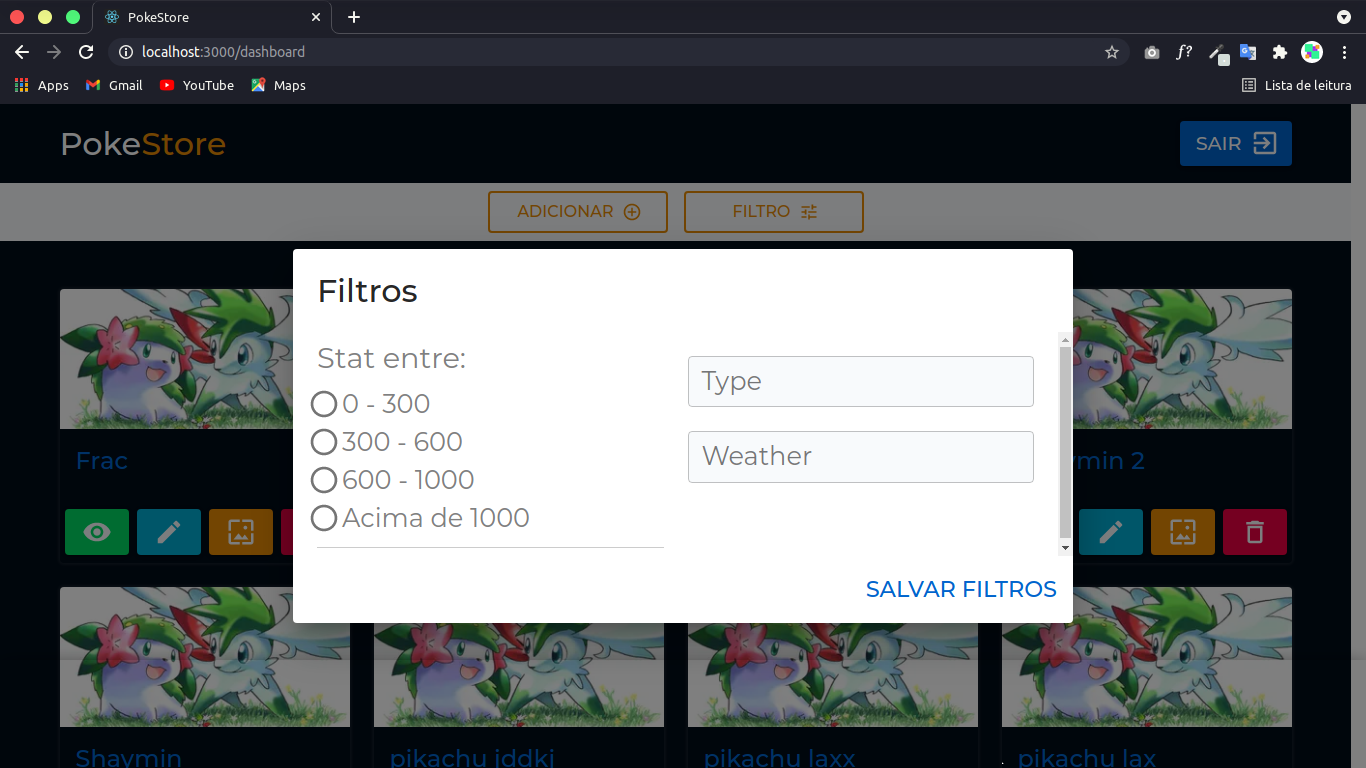 PokeStore
localhost:3000/dashboard
f?
Apps
Gmail
YouTube
Maps
Lista de leitura
PokeStore
SAIR
ADICIONAR
FILTRO
Filtros
Stat entre:
0 - 300
300 - 600
600 - 1000
Acima de 1000
Type
Weather
SALVAR FILTROS
Frac
min 2
Shaymin
pikachu jddkj
pikachu laxx
pikachu lax